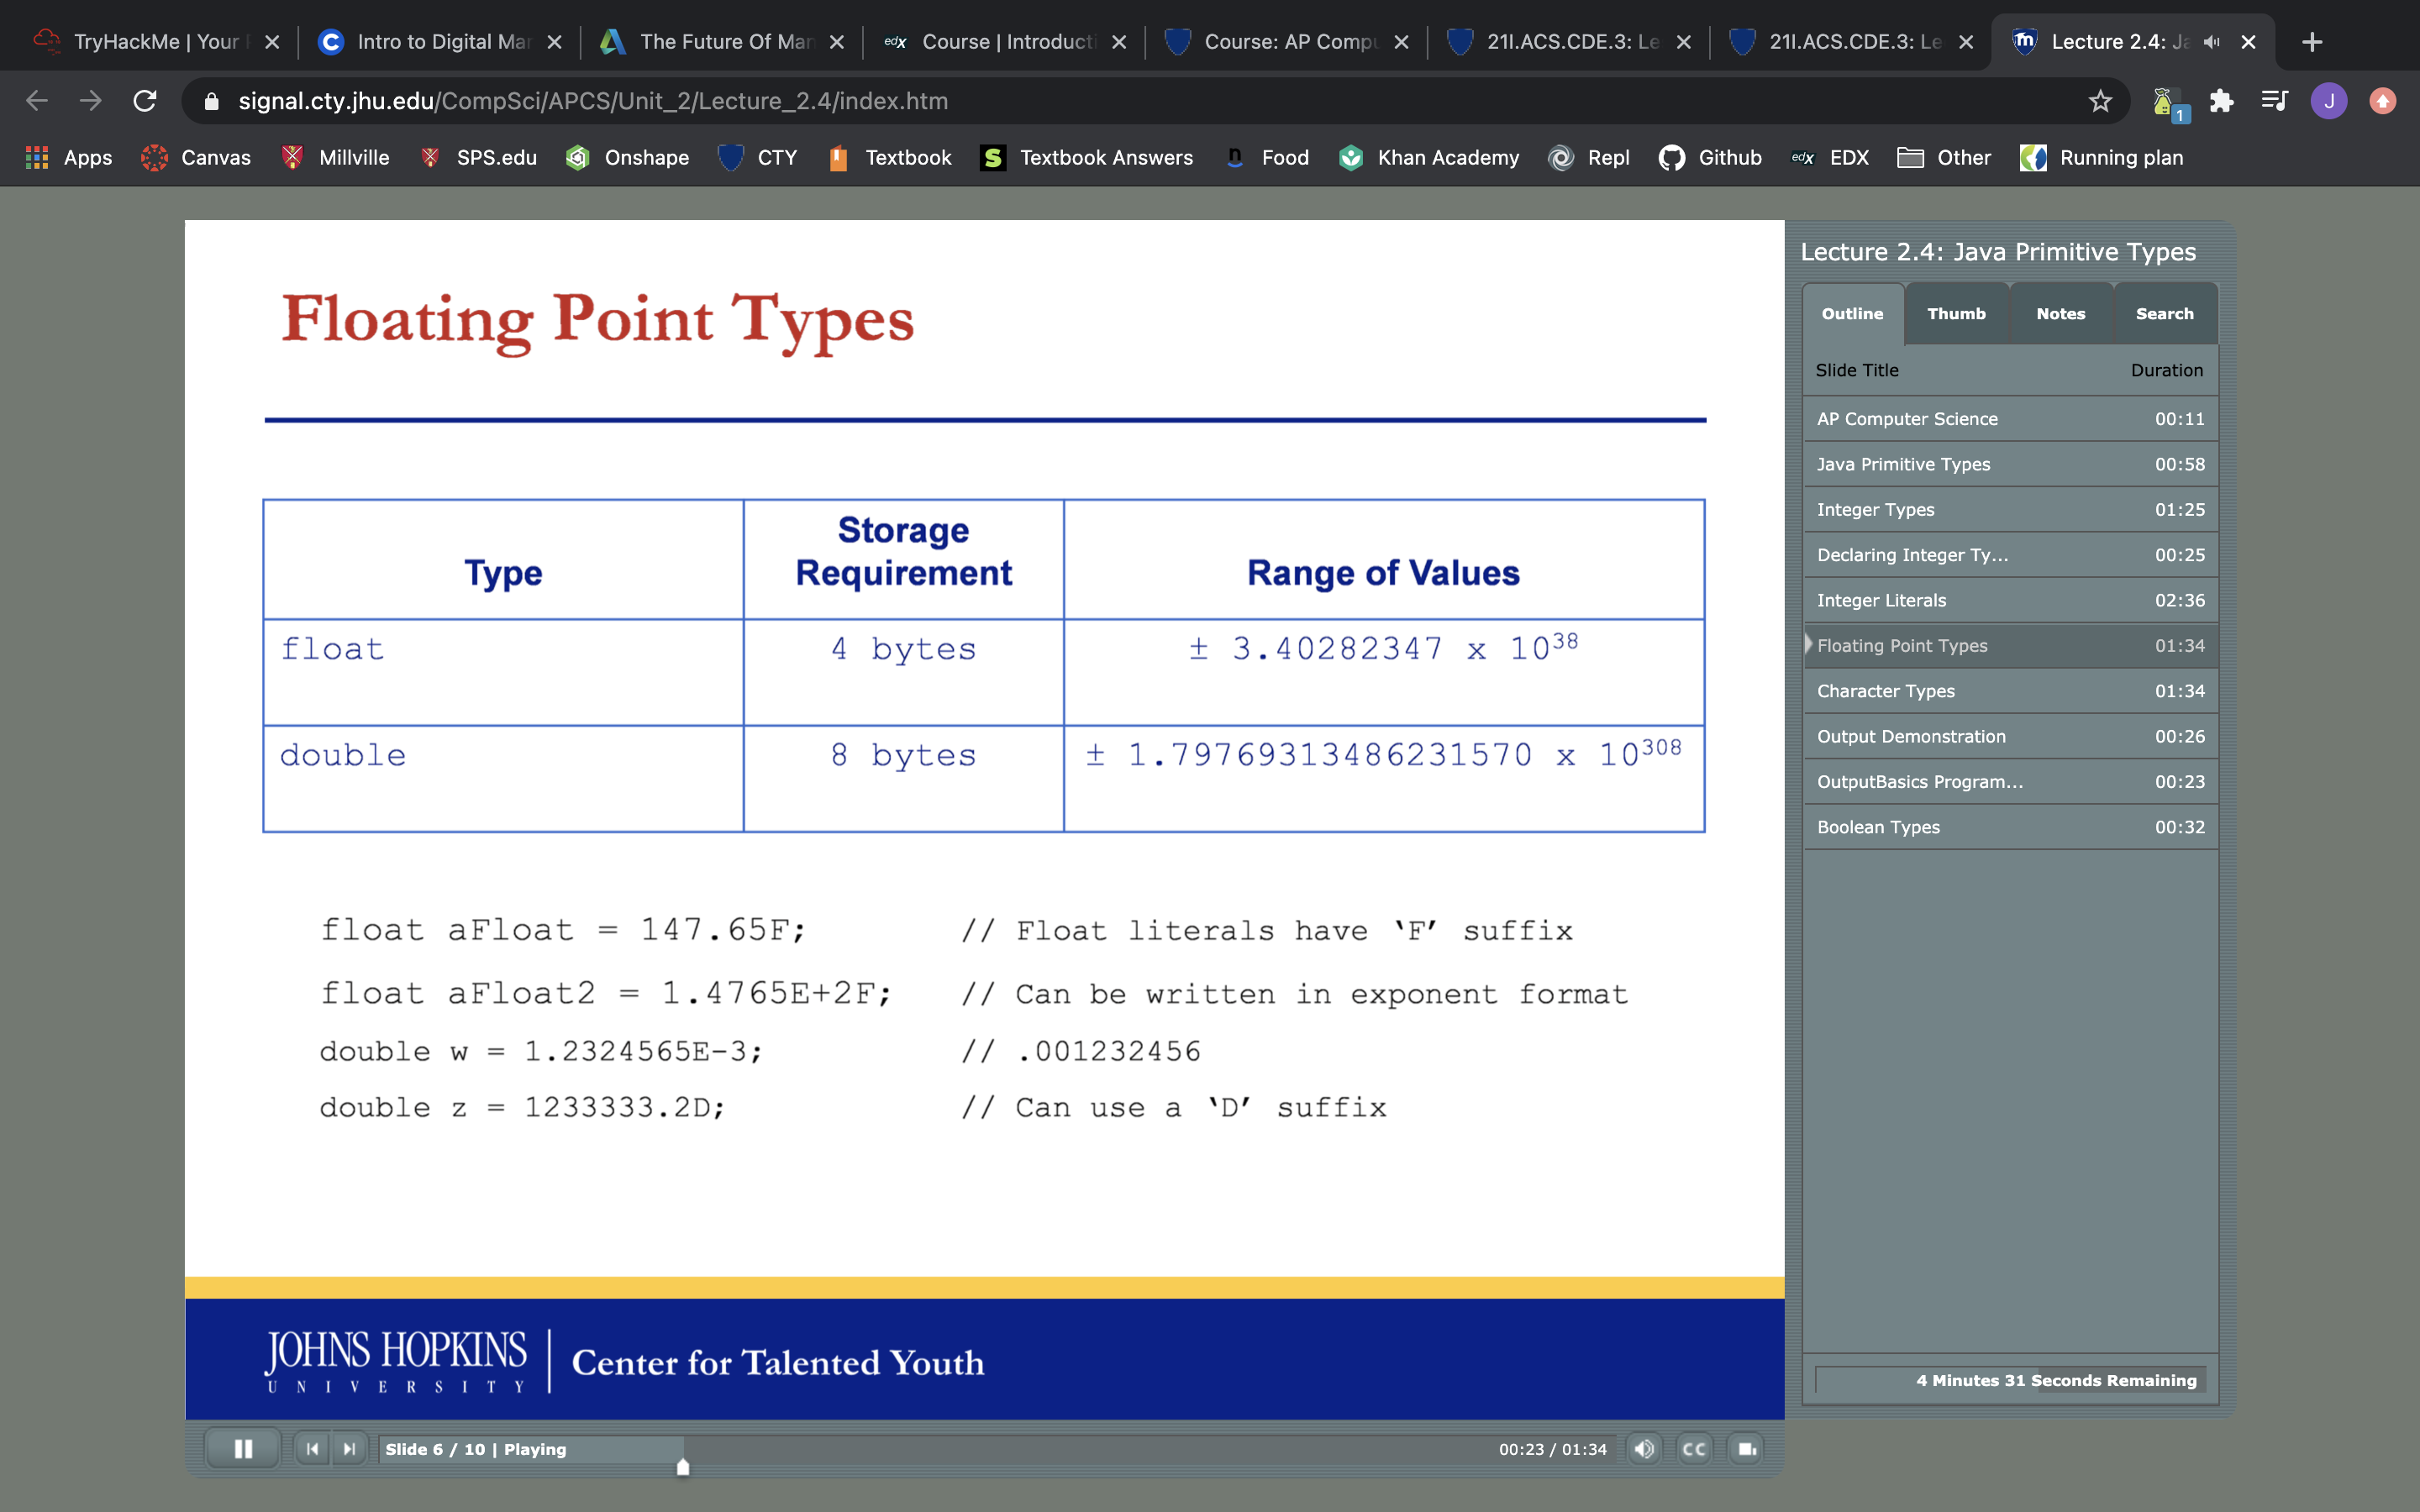 TryHackMe | Your
Intro to Digital Mar
The Future Of Man
edX Course | Introducti
Course: AP Compu
21I.ACS.CDE.3: Le
21I.ACS.CDE.3: Le
Lecture 2.4: Ja
signal.cty.jhu.edu/CompSci/APCS/Unit_2/Lecture_2.4/index.htm
1
J
Apps Canvas Millville SPS.edu Onshape CTY Textbook Textbook Answers Food Khan Academy Repl Github edX EDX Other Running plan
Floating Point Types
Type Storage Requirement Range of Values
float 4 bytes ± 3.40282347 x 10³⁸
double 8 bytes ± 1.79769313486231570 x 10³⁰⁸
float aFloat = 147.65F; // Float literals have ‘F’ suffix
float aFloat2 = 1.4765E+2F; // Can be written in exponent format
double w = 1.2324565E-3; // .001232456
double z = 1233333.2D; // Can use a ‘D’ suffix
JOHNS HOPKINS
UNIVERSITY
Center for Talented Youth
Slide 6 / 10 | Playing 00:23 / 01:34 CC
Lecture 2.4: Java Primitive Types
Outline Thumb Notes Search
Slide Title Duration
AP Computer Science 00:11
Java Primitive Types 00:58
Integer Types 01:25
Declaring Integer Ty... 00:25
Integer Literals 02:36
Floating Point Types 01:34
Character Types 01:34
Output Demonstration 00:26
OutputBasics Program... 00:23
Boolean Types 00:32
4 Minutes 31 Seconds Remaining